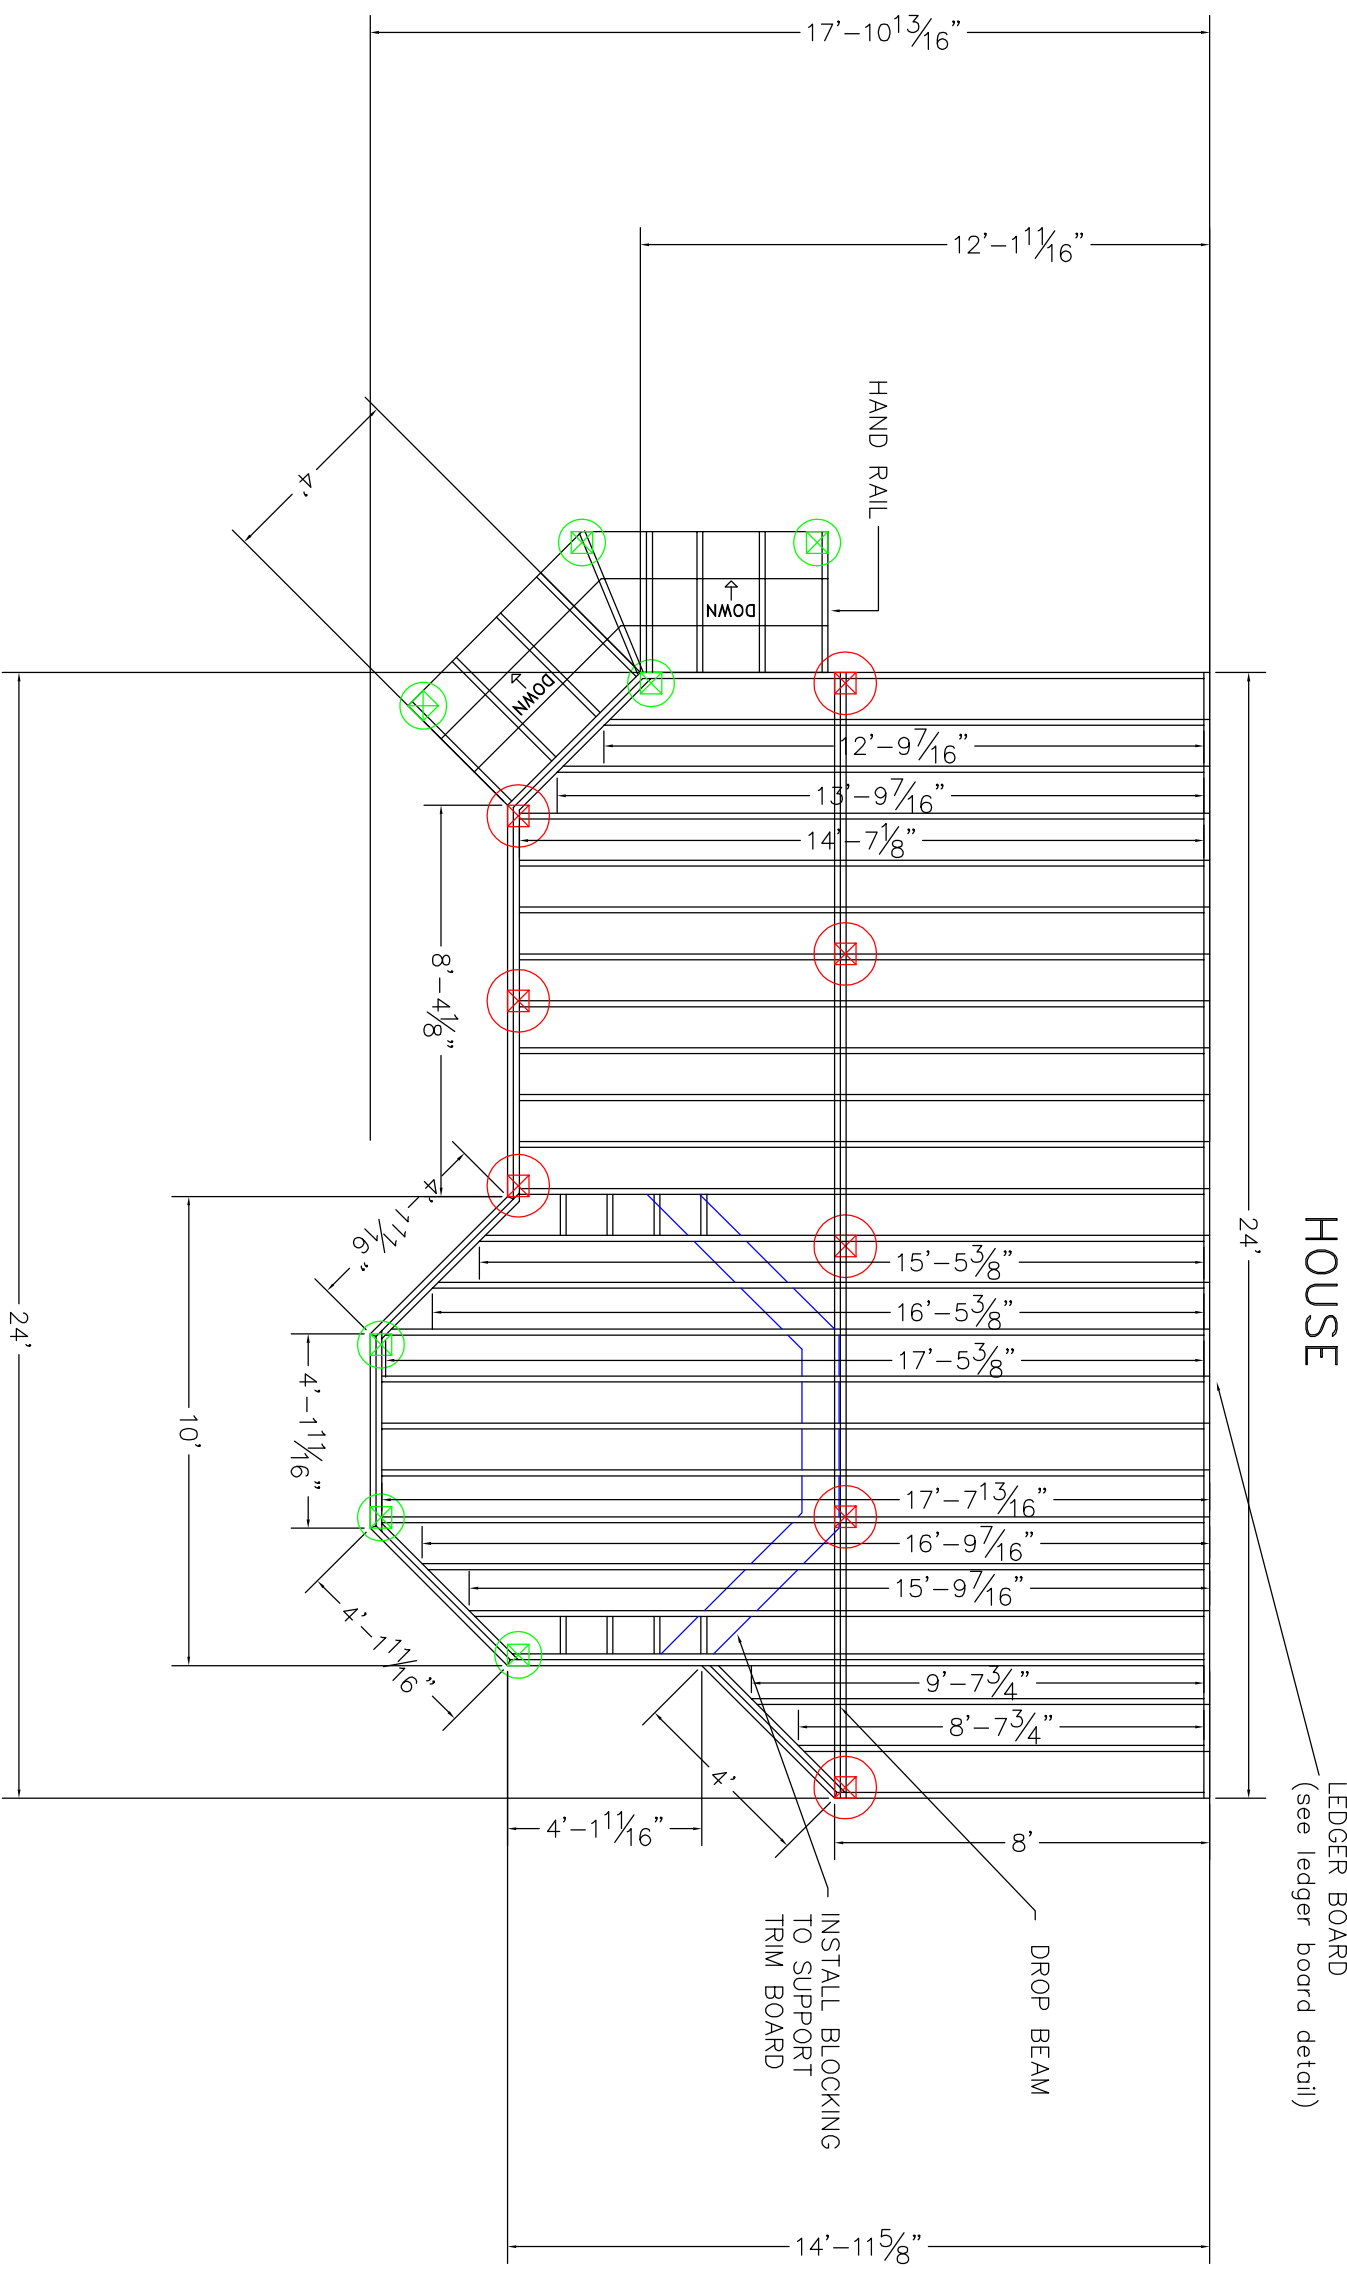 17'-10 13/16"
12'-1 11/16"
HAND RAIL
4'
DOWN
DOWN
12'-9 7/16"
13'-9 7/16"
14'-7 1/8"
8'-4 1/8"
4'-1 11/16"
24'
HOUSE
15'-5 3/8"
16'-5 3/8"
17'-5 3/8"
24'
10'
4'-1 11/16"
17'-7 13/16"
16'-9 7/16"
15'-9 7/16"
4'-1 11/16"
9'-7 3/4"
8'-7 3/4"
4'
4'-1 11/16"
8'
LEDGER BOARD
(see ledger board detail)
DROP BEAM
INSTALL BLOCKING
TO SUPPORT
TRIM BOARD
14'-11 5/8"